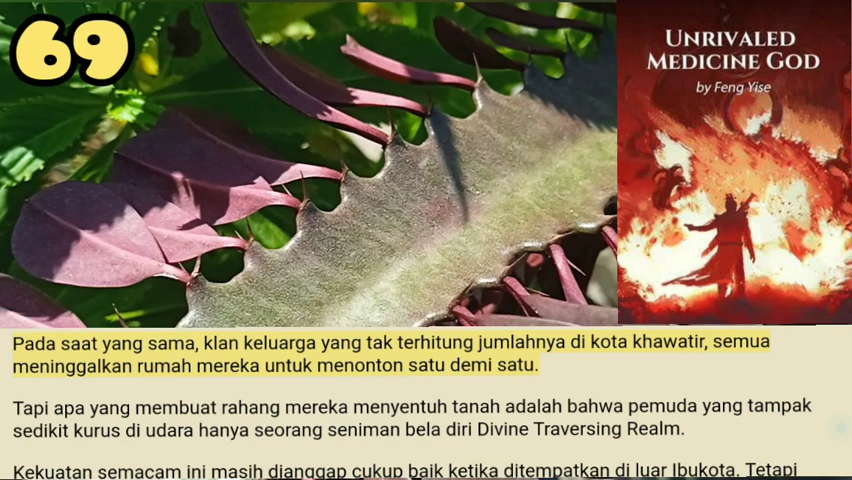 69
UNRIVALED
MEDICINE GOD
by Feng Yise
Pada saat yang sama, klan keluarga yang tak terhitung jumlahnya di kota khawatir, semua
meninggalkan rumah mereka untuk menonton satu demi satu.
Tapi apa yang membuat rahang mereka menyentuh tanah adalah bahwa pemuda yang tampak
sedikit kurus di udara hanya seorang seniman bela diri Divine Traversing Realm.
Kekuatan semacam ini masih dianggap cukup baik ketika ditempatkan di luar Ibukota. Tetapi